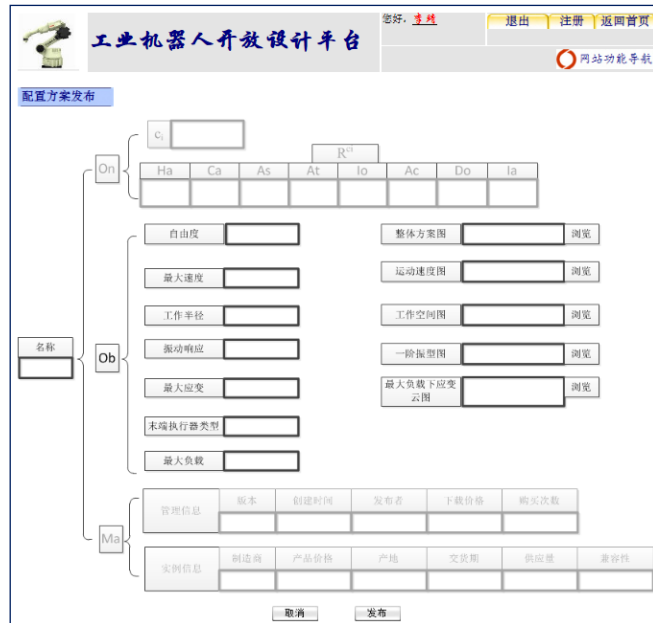 您好，李靖
退出 注册 返回首页
工业机器人开放设计平台
网站功能导航
配置方案发布
c_i
On
R^ci
Ha Ca As At Io Ac Do Ia
自由度 整体方案图 浏览
最大速度 运动速度图 浏览
工作半径 工作空间图 浏览
名称
振动响应 一阶振型图 浏览
Ob
最大应变 最大负载下应变云图 浏览
末端执行器类型
最大负载
版本 创建时间 发布者 下载价格 购买次数
管理信息
Ma
制造商 产品价格 产地 交货期 供应量 兼容性
实例信息
取消 发布